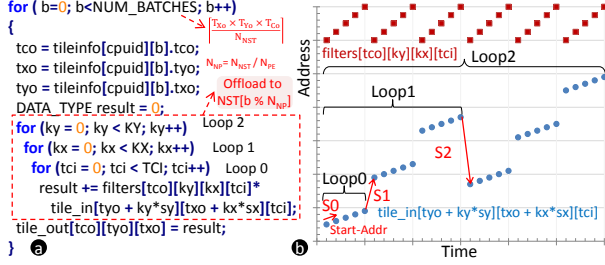 for ( b=0; b<NUM_BATCHES; b++)
{
⌈T_Xo × T_Yo × T_Co / N_NST⌉
tco = tileinfo[cpuid][b].tco;
txo = tileinfo[cpuid][b].tyo;
N_NP = N_NST / N_PE
tyo = tileinfo[cpuid][b].txo;
Offload to
NST[b % N_NP]
DATA_TYPE result = 0;
for (ky = 0; ky < KY; ky++) Loop 2
for (kx = 0; kx < KX; kx++) Loop 1
for (tci = 0; tci < TCI; tci++) Loop 0
result += filters[tco][ky][kx][tci]*
tile_in[tyo + ky*sy][txo + kx*sx][tci];
tile_out[tco][tyo][txo] = result;
}
a
b
Address
filters[tco][ky][kx][tci]
Loop2
Loop1
Loop0
S0
S1
S2
tile_in[tyo + ky*sy][txo + kx*sx][tci]
Start-Addr
Time